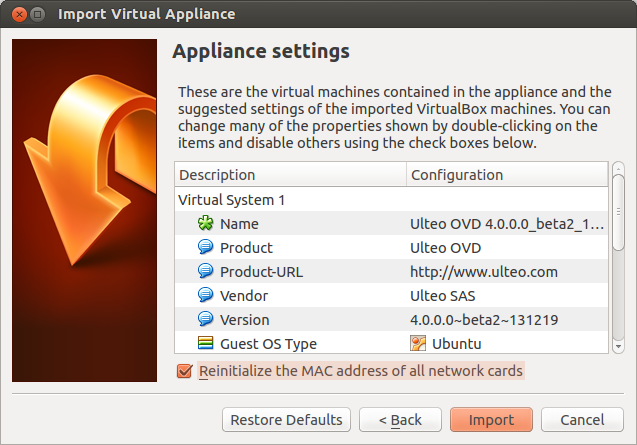 Import Virtual Appliance
Appliance settings
These are the virtual machines contained in the appliance and the
suggested settings of the imported VirtualBox machines. You can
change many of the properties shown by double-clicking on the
items and disable others using the check boxes below.
Description Configuration
Virtual System 1
Name Ulteo OVD 4.0.0.0_beta2_1...
Product Ulteo OVD
Product-URL http://www.ulteo.com
Vendor Ulteo SAS
Version 4.0.0.0~beta2~131219
Guest OS Type Ubuntu
Reinitialize the MAC address of all network cards
Restore Defaults < Back Import Cancel